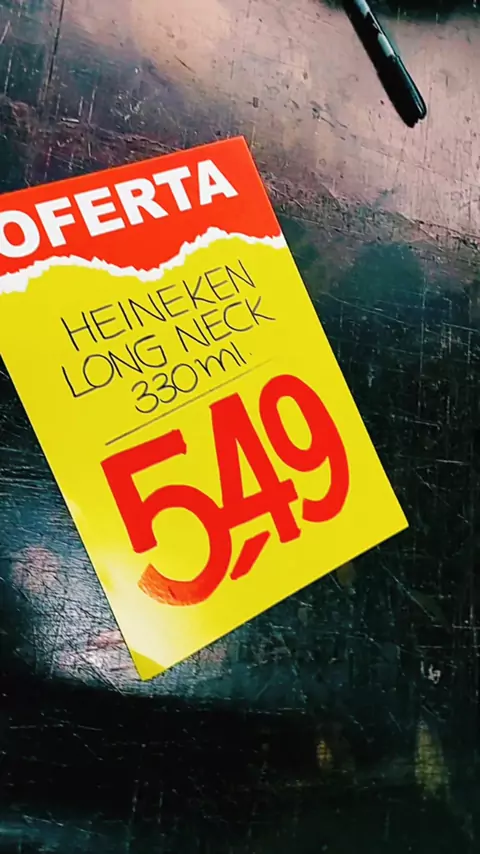 OFERTA
HEINEKEN
LONG NECK
330ml.
5,49